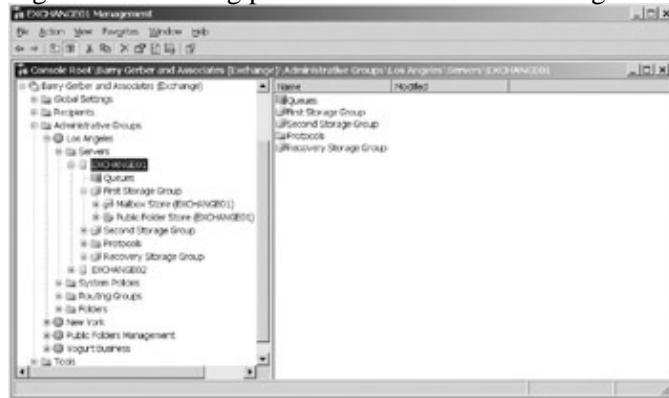 EXCHANGE01 Management
File Action View Favorites Window Help
Console Root\Barry Gerber and Associates (Exchange)\Administrative Groups\Los Angeles\Servers\EXCHANGE01
Barry Gerber and Associates (Exchange)
Global Settings
Recipients
Administrative Groups
Los Angeles
Servers
EXCHANGE01
Queues
First Storage Group
Mailbox Store (EXCHANGE01)
Public Folder Store (EXCHANGE01)
Second Storage Group
Protocols
Recovery Storage Group
EXCHANGE02
System Policies
Routing Groups
Folders
New York
Public Folders Management
Yogurt Business
Tools
Name Modified
Queues
First Storage Group
Second Storage Group
Protocols
Recovery Storage Group